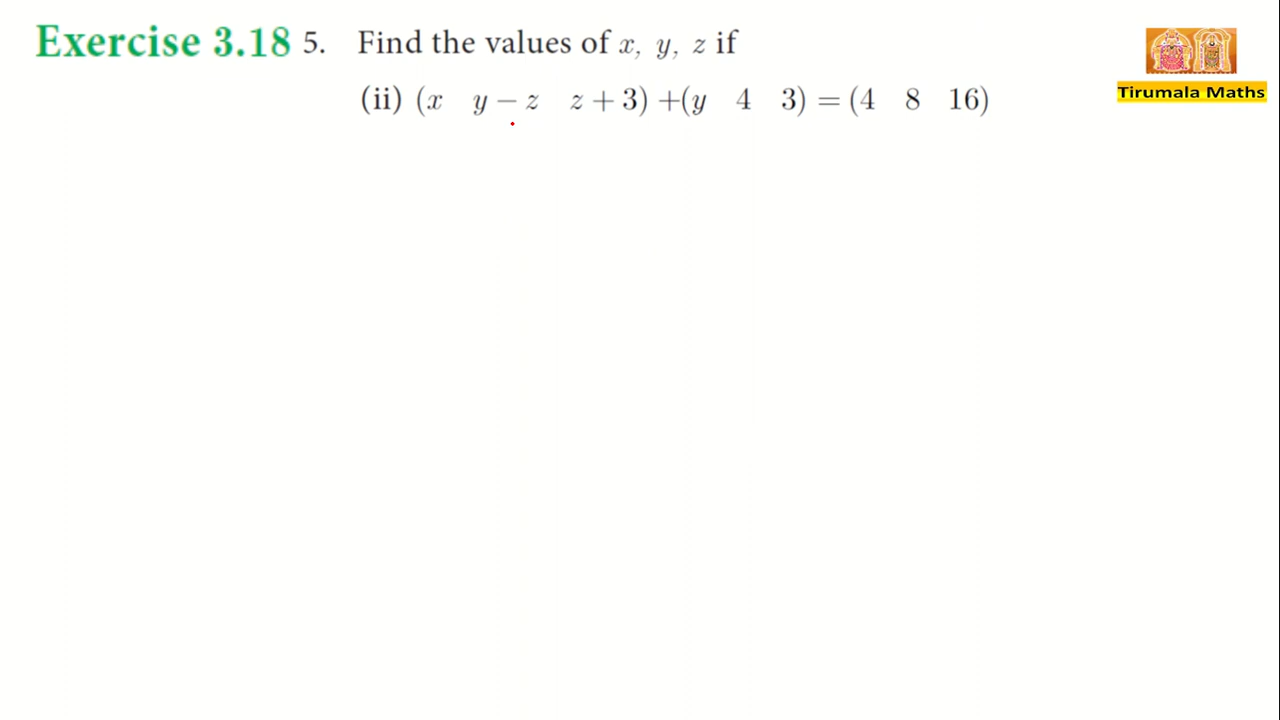 Exercise 3.18 5. Find the values of x, y, z if
(ii) (x y − z z + 3) +(y 4 3) = (4 8 16)
Tirumala Maths